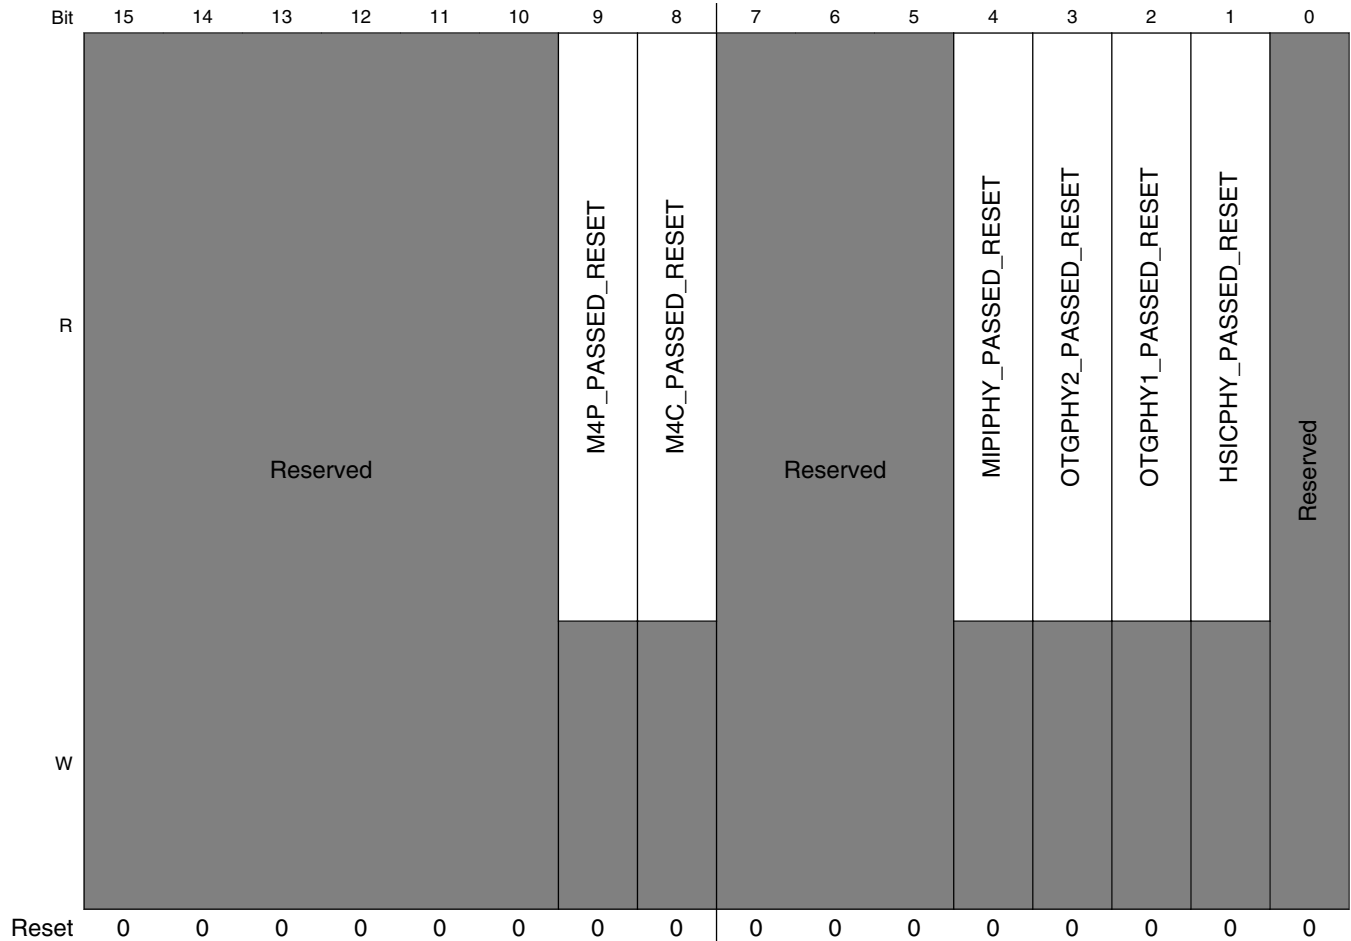 Bit 15 14 13 12 11 10 9 8 7 6 5 4 3 2 1 0
R
Reserved
M4P_PASSED_RESET
M4C_PASSED_RESET
Reserved
MIPIPHY_PASSED_RESET
OTGPHY2_PASSED_RESET
OTGPHY1_PASSED_RESET
HSICPHY_PASSED_RESET
Reserved
W
Reset 0 0 0 0 0 0 0 0 0 0 0 0 0 0 0 0